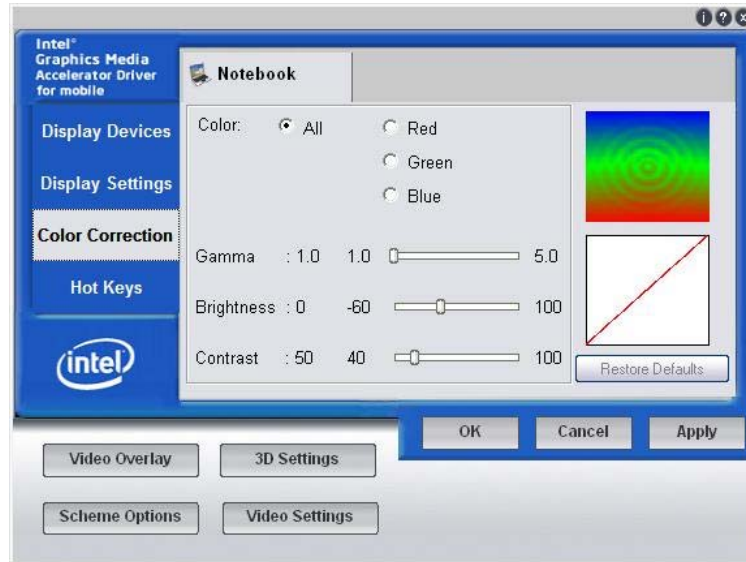 Intel®
Graphics Media
Accelerator Driver
for mobile
Notebook
Display Devices
Display Settings
Color Correction
Hot Keys
intel
Color: All Red
Green
Blue
Gamma : 1.0 1.0 5.0
Brightness : 0 -60 100
Contrast : 50 40 100
Restore Defaults
OK Cancel Apply
Video Overlay 3D Settings
Scheme Options Video Settings